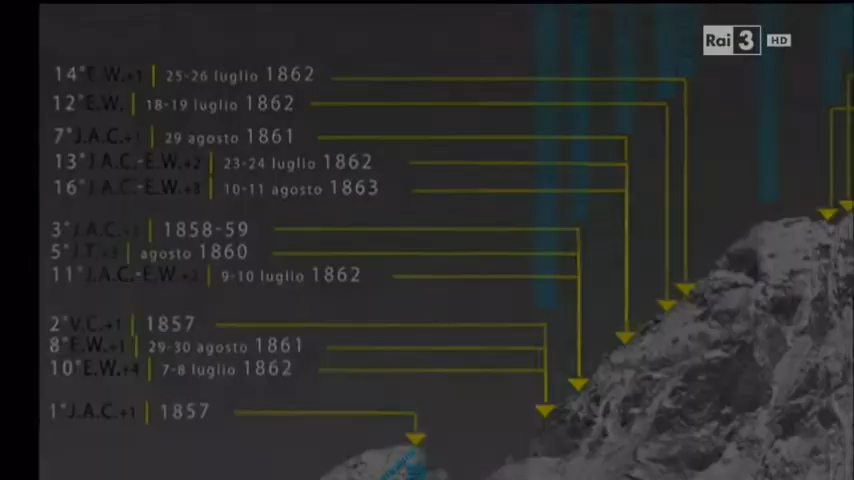 Rai 3 HD
14° E.W.+1 | 25-26 luglio 1862
12° E.W. | 18-19 luglio 1862
7° J.A.C.+1 | 29 agosto 1861
13° J.A.C.-E.W.+2 | 23-24 luglio 1862
16° J.A.C.-E.W.+3 | 10-11 agosto 1863
3° J.A.C.+1 | 1858-59
5° J.T.+3 | agosto 1860
11° J.A.C.-E.W.+2 | 9-10 luglio 1862
2° V.C.+1 | 1857
8° E.W.+1 | 29-30 agosto 1861
10° E.W.+4 | 7-8 luglio 1862
1° J.A.C.+1 | 1857